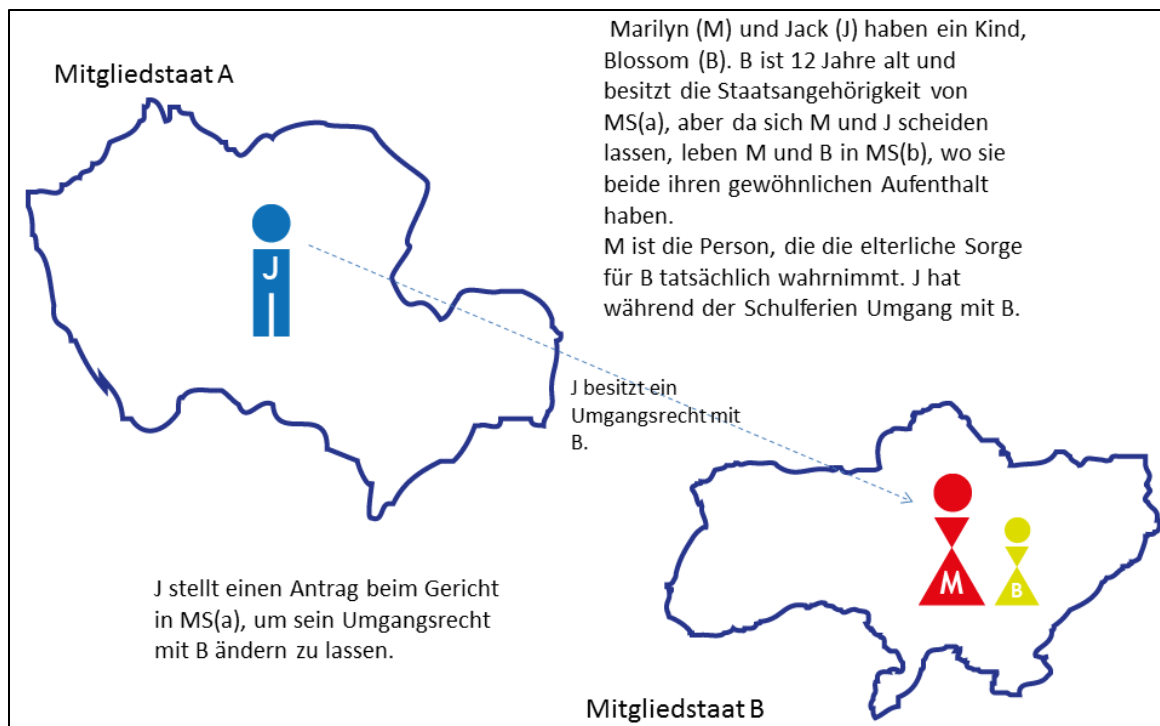 Marilyn (M) und Jack (J) haben ein Kind,
Blossom (B). B ist 12 Jahre alt und
besitzt die Staatsangehörigkeit von
MS(a), aber da sich M und J scheiden
lassen, leben M und B in MS(b), wo sie
beide ihren gewöhnlichen Aufenthalt
haben.
M ist die Person, die die elterliche Sorge
für B tatsächlich wahrnimmt. J hat
während der Schulferien Umgang mit B.
Mitgliedstaat A
J
J besitzt ein
Umgangsrecht mit
B.
M
B
J stellt einen Antrag beim Gericht
in MS(a), um sein Umgangsrecht
mit B ändern zu lassen.
Mitgliedstaat B